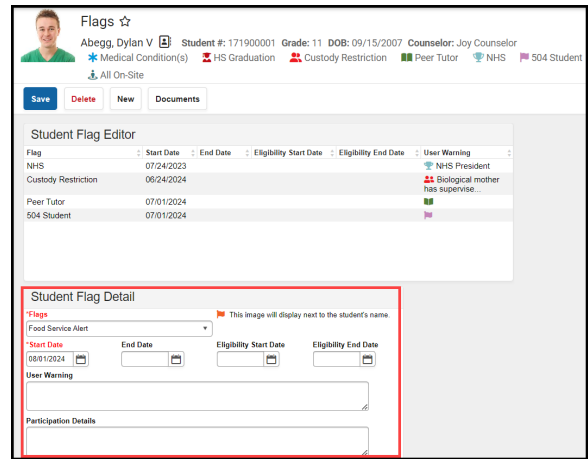 Flags
Abegg, Dylan V Student #: 171900001 Grade: 11 DOB: 09/15/2007 Counselor: Joy Counselor
Medical Condition(s) HS Graduation Custody Restriction Peer Tutor NHS 504 Student
All On-Site
Save Delete New Documents
Student Flag Editor
Flag Start Date End Date Eligibility Start Date Eligibility End Date User Warning
NHS 07/24/2023 NHS President
Custody Restriction 06/24/2024 Biological mother
has supervise...
Peer Tutor 07/01/2024
504 Student 07/01/2024
Student Flag Detail
*Flags This image will display next to the student's name.
Food Service Alert
*Start Date End Date Eligibility Start Date Eligibility End Date
08/01/2024
User Warning
Participation Details